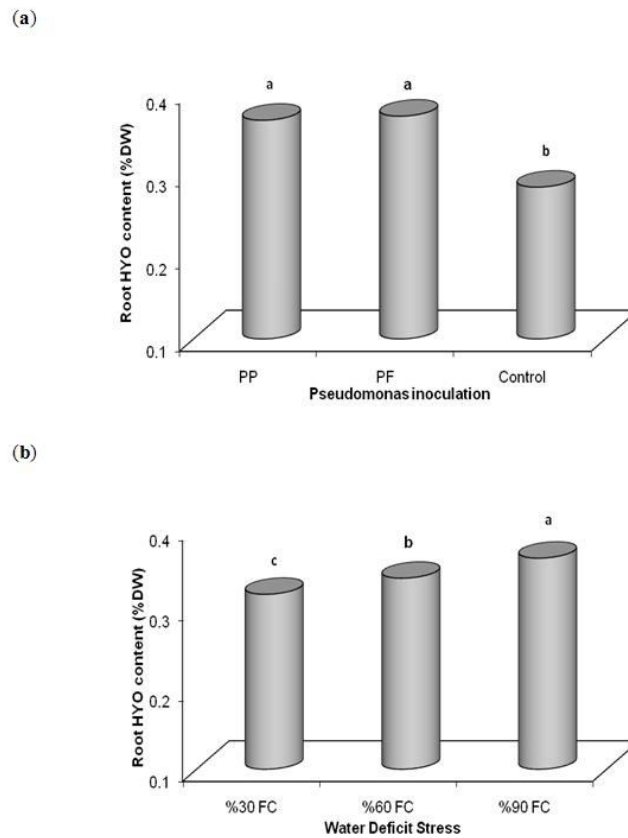 (a)
a a b
0.4
0.3
0.2
0.1
Root HYO content (%DW)
PP PF Control
Pseudomonas inoculation
(b)
c b a
0.4
0.3
0.2
0.1
Root HYO content (%DW)
%30 FC %60 FC %90 FC
Water Deficit Stress